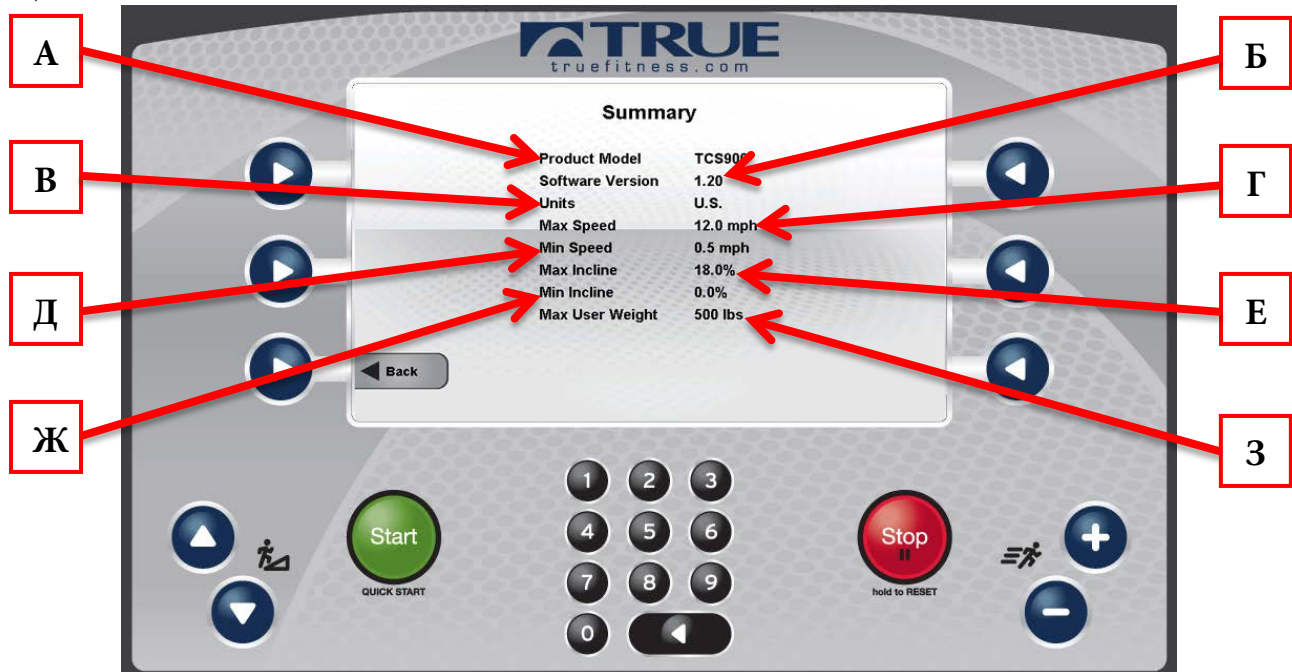 А
Б
В
Г
Д
Е
Ж
З
TRUE
truefitness.com
Summary
Product Model TCS900
Software Version 1.20
Units U.S.
Max Speed 12.0 mph
Min Speed 0.5 mph
Max Incline 18.0%
Min Incline 0.0%
Max User Weight 500 lbs
Back
1 2 3
Start
4 5 6
Stop
QUICK START
7 8 9
hold to RESET
0